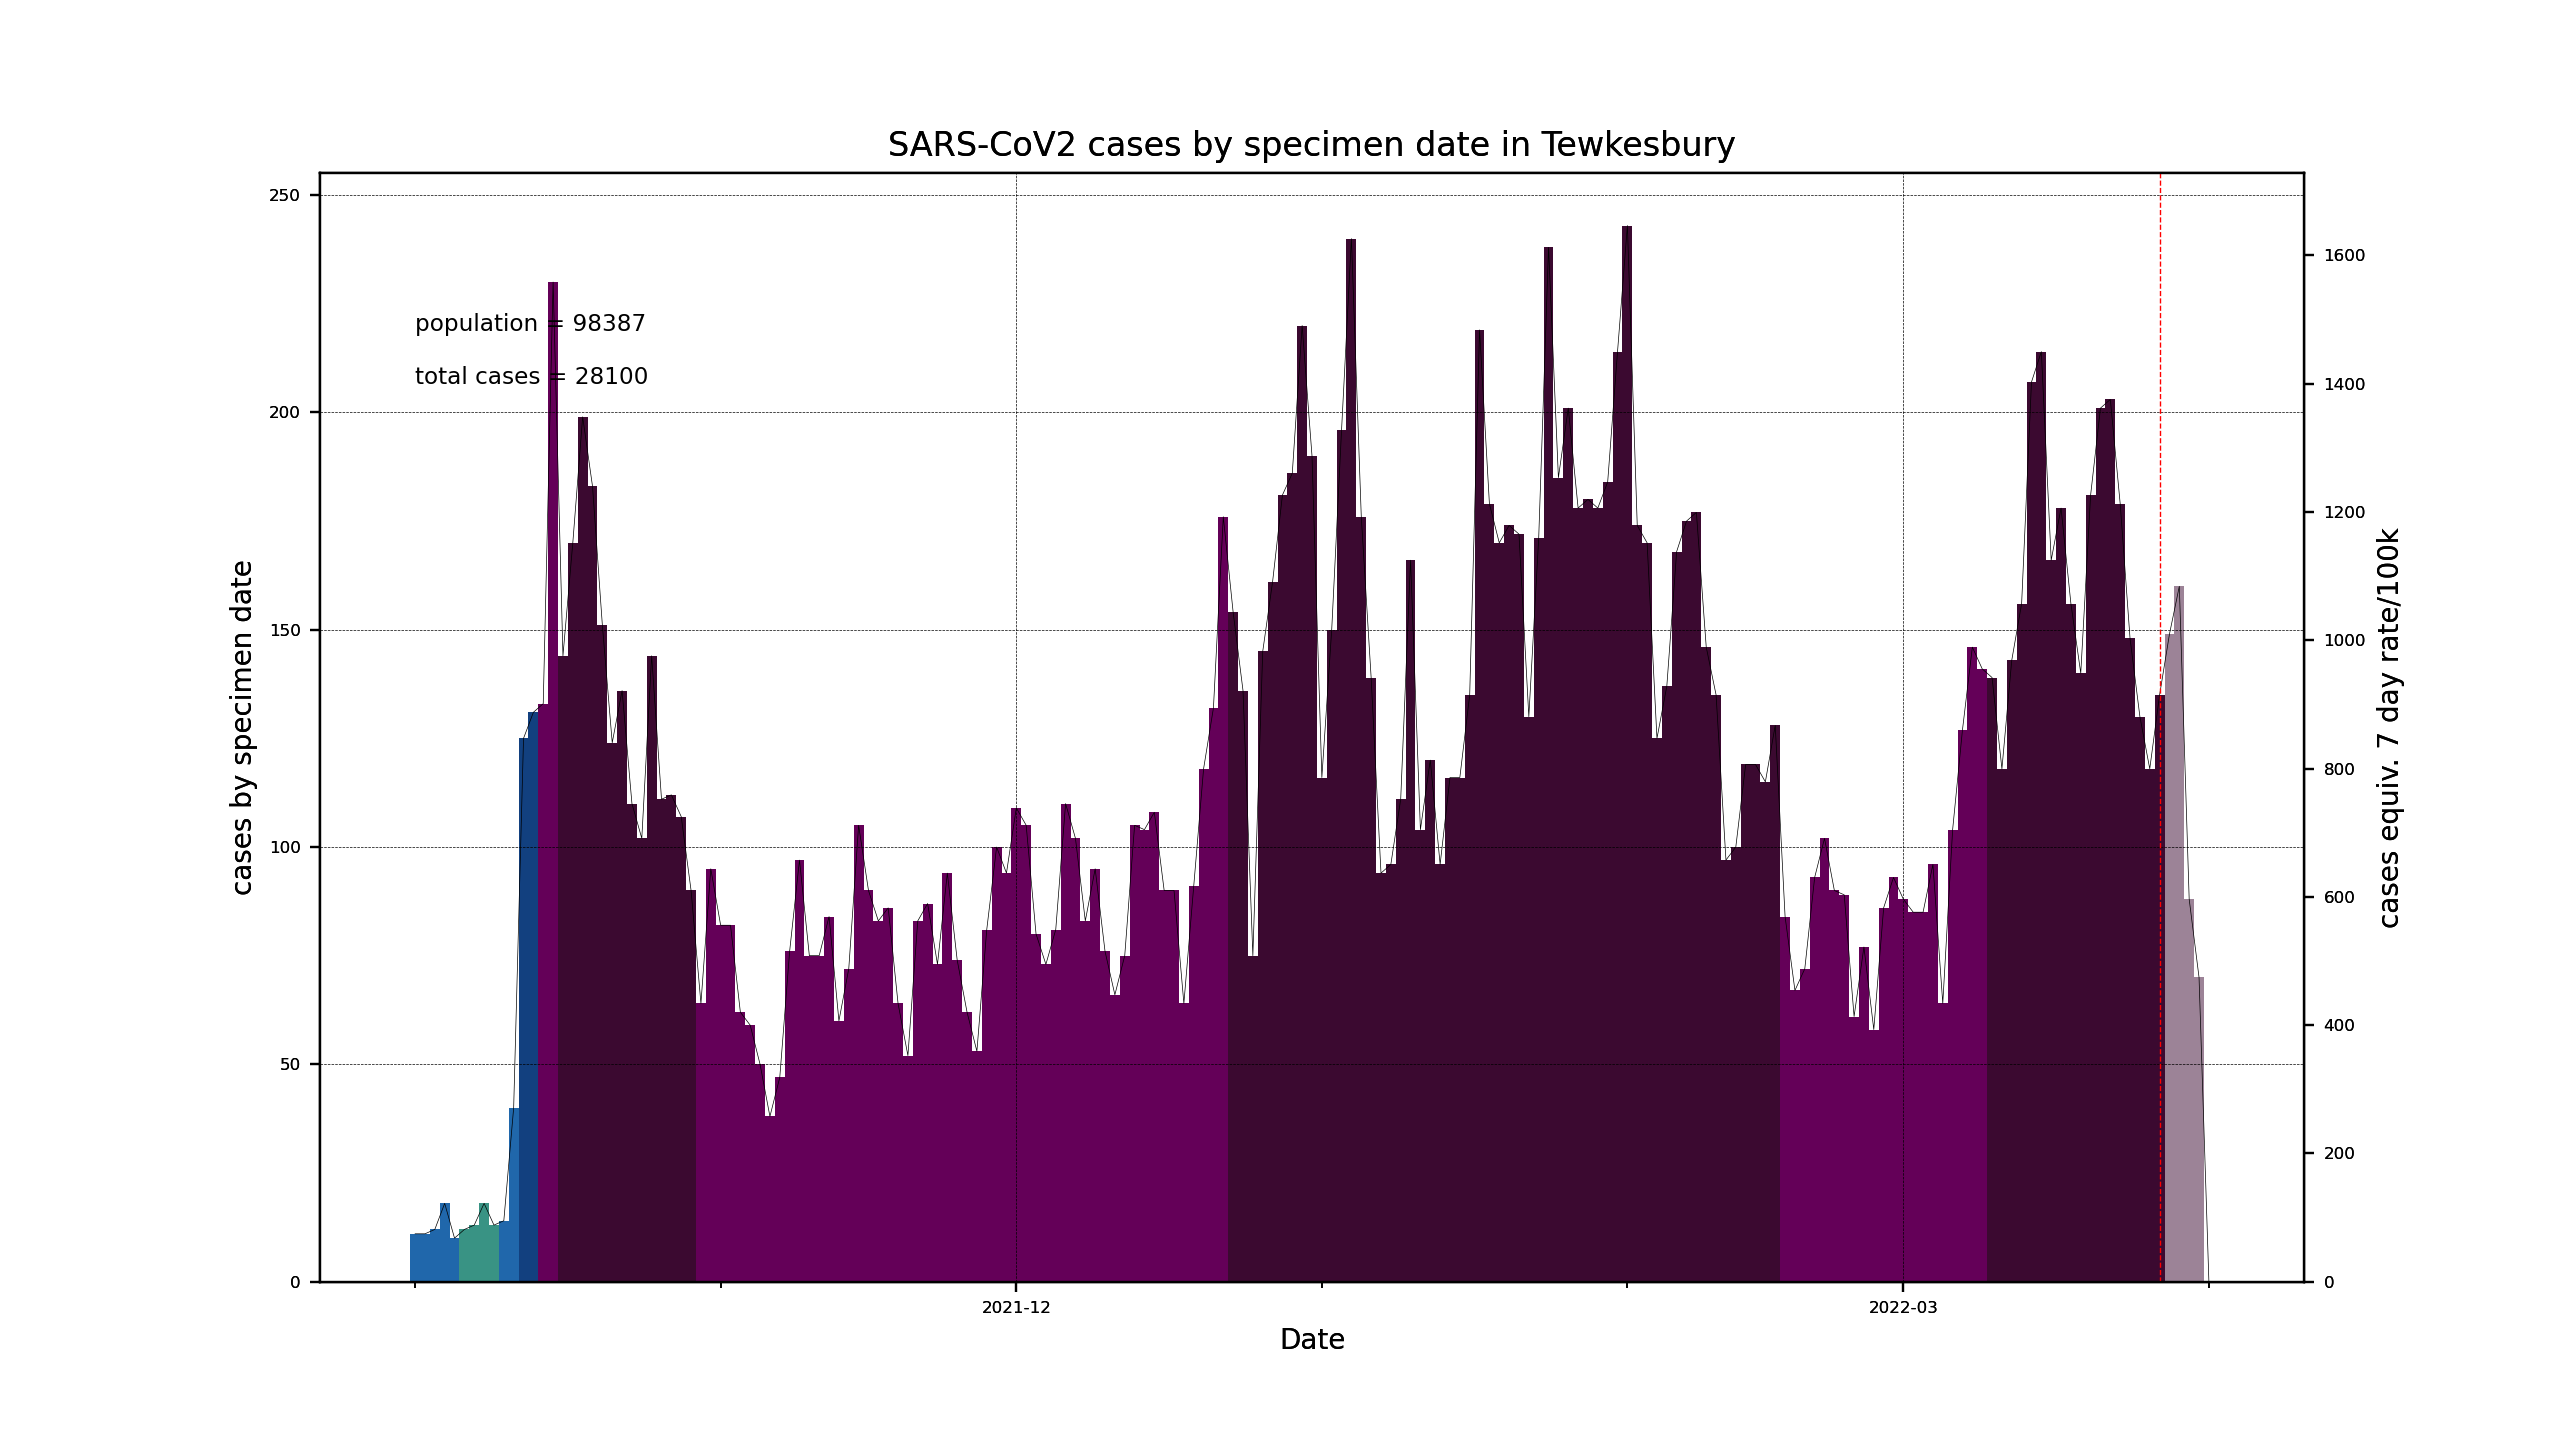 SARS-CoV2 cases by specimen date in Tewkesbury
250
200
150
100
50
0
cases by specimen date
population = 98387
total cases = 28100
1600
1400
1200
1000
800
600
400
200
0
cases equiv. 7 day rate/100k
2021-12
2022-03
Date